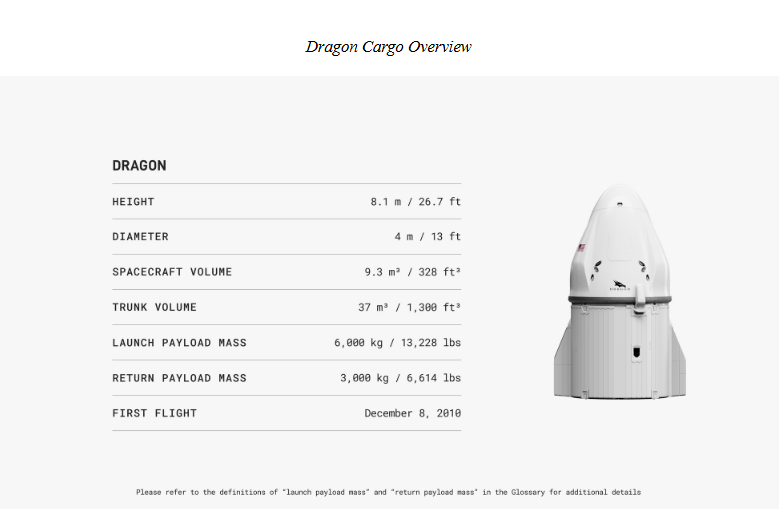 Dragon Cargo Overview
DRAGON
HEIGHT 8.1 m / 26.7 ft
DIAMETER 4 m / 13 ft
SPACECRAFT VOLUME 9.3 m³ / 328 ft³
TRUNK VOLUME 37 m³ / 1,300 ft³
LAUNCH PAYLOAD MASS 6,000 kg / 13,228 lbs
RETURN PAYLOAD MASS 3,000 kg / 6,614 lbs
FIRST FLIGHT December 8, 2010
DRAGON
Please refer to the definitions of "launch payload mass" and "return payload mass" in the Glossary for additional details